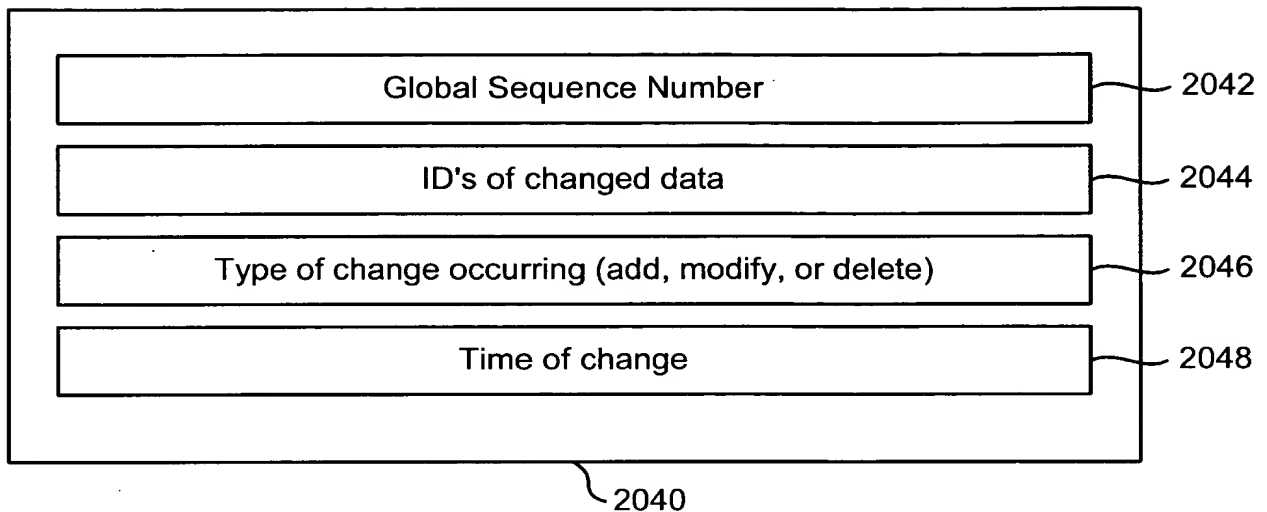 Global Sequence Number
2042
ID's of changed data
2044
Type of change occurring (add, modify, or delete)
2046
Time of change
2048
2040